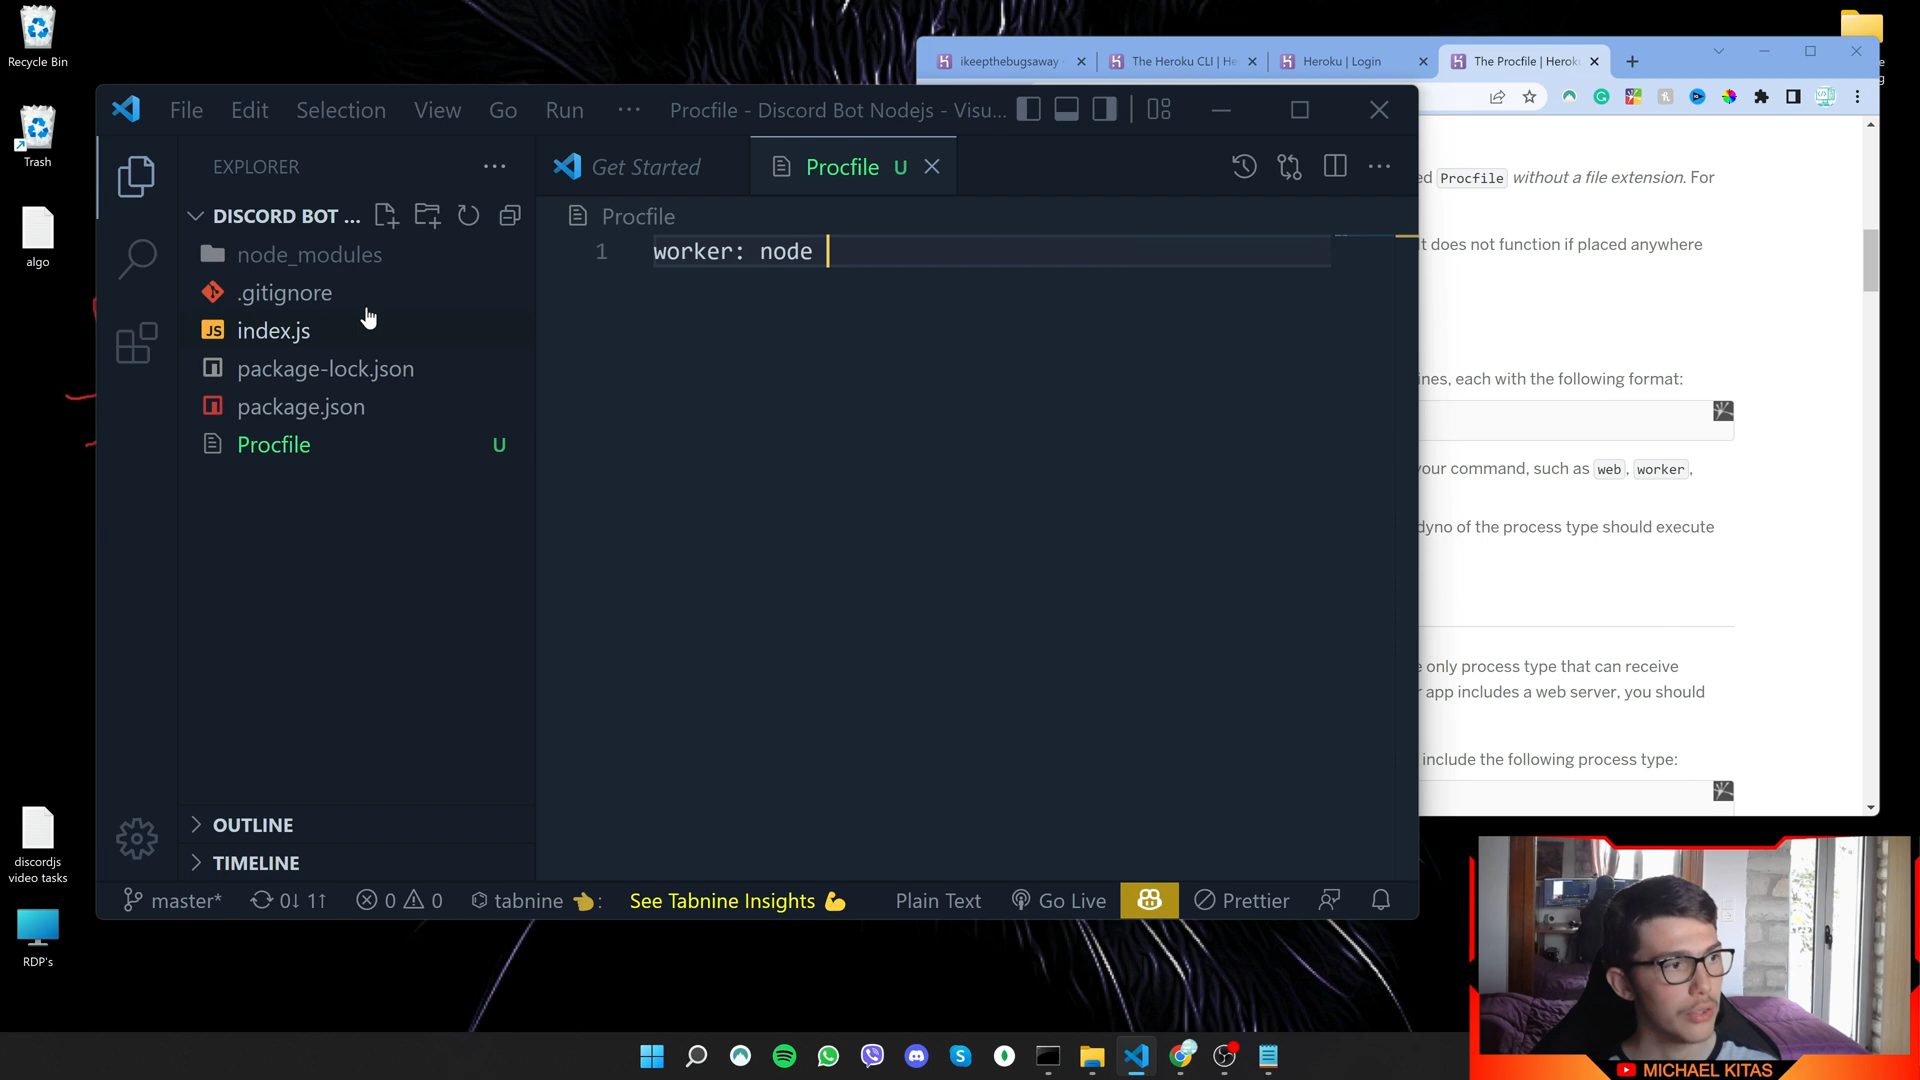 Recycle Bin
Trash
algo
discordjs
video tasks
RDP's
ikeepthebugsaway
The Heroku CLI | He
Heroku | Login
The Procfile | Herok
File Edit Selection View Go Run ··· Procfile - Discord Bot Nodejs - Visu...
EXPLORER
DISCORD BOT ...
node_modules
.gitignore
JS index.js
package-lock.json
package.json
Procfile U
OUTLINE
TIMELINE
Get Started
Procfile U
Procfile
1 worker: node
master* 0↓ 1↑ 0 0 tabnine : See Tabnine Insights Plain Text Go Live Prettier
ed Procfile without a file extension. For
t does not function if placed anywhere
ines, each with the following format:
your command, such as web, worker,
dyno of the process type should execute
e only process type that can receive
r app includes a web server, you should
include the following process type:
MICHAEL KITAS